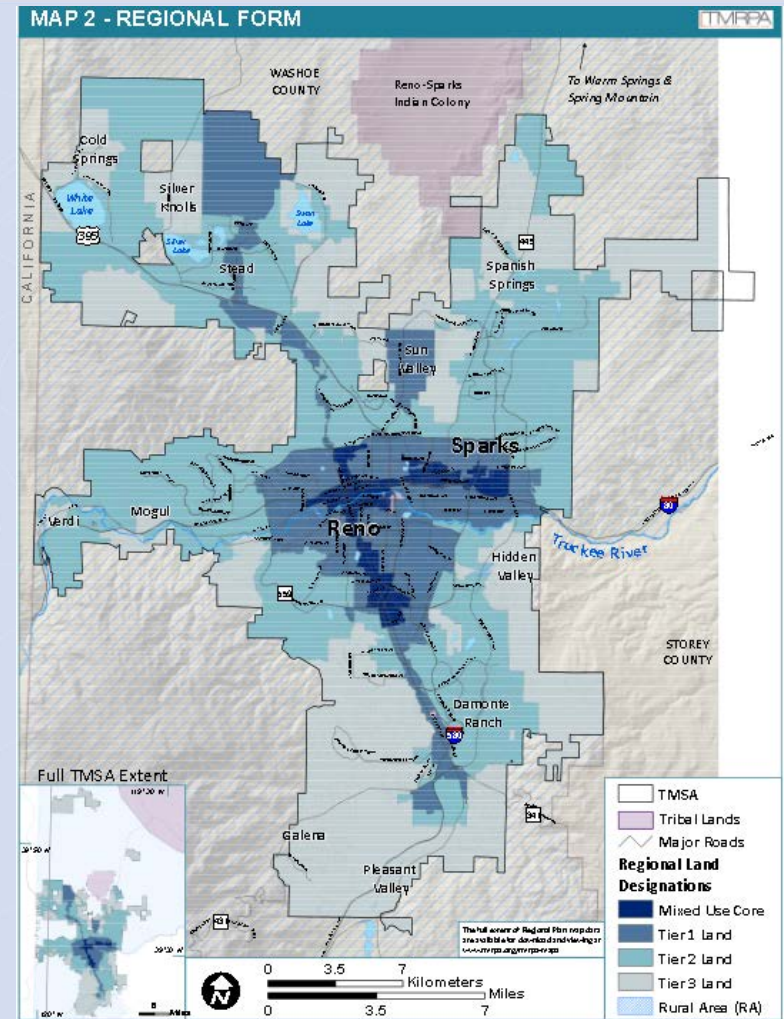 MAP 2 - REGIONAL FORM
TMRPA
WASHOE
COUNTY
Reno-Sparks
Indian Colony
To Warm Springs &
Spring Mountain
Cold
Springs
White
Lake
Silver
Knolls
Swan
Lake
395
Silver
Lake
CALIFORNIA
Stead
445
Spanish
Springs
Sun
Valley
Sparks
Verdi
Mogul
Reno
80
Truckee River
Hidden
Valley
659
STOREY
COUNTY
Damonte
Ranch
580
Full TMSA Extent
341
Galena
Pleasant
Valley
431
TMSA
Tribal Lands
Major Roads
Regional Land
Designations
Mixed Use Core
Tier 1 Land
Tier 2 Land
Tier 3 Land
Rural Area (RA)
0 3.5 7
Kilometers
Miles
0 3.5 7